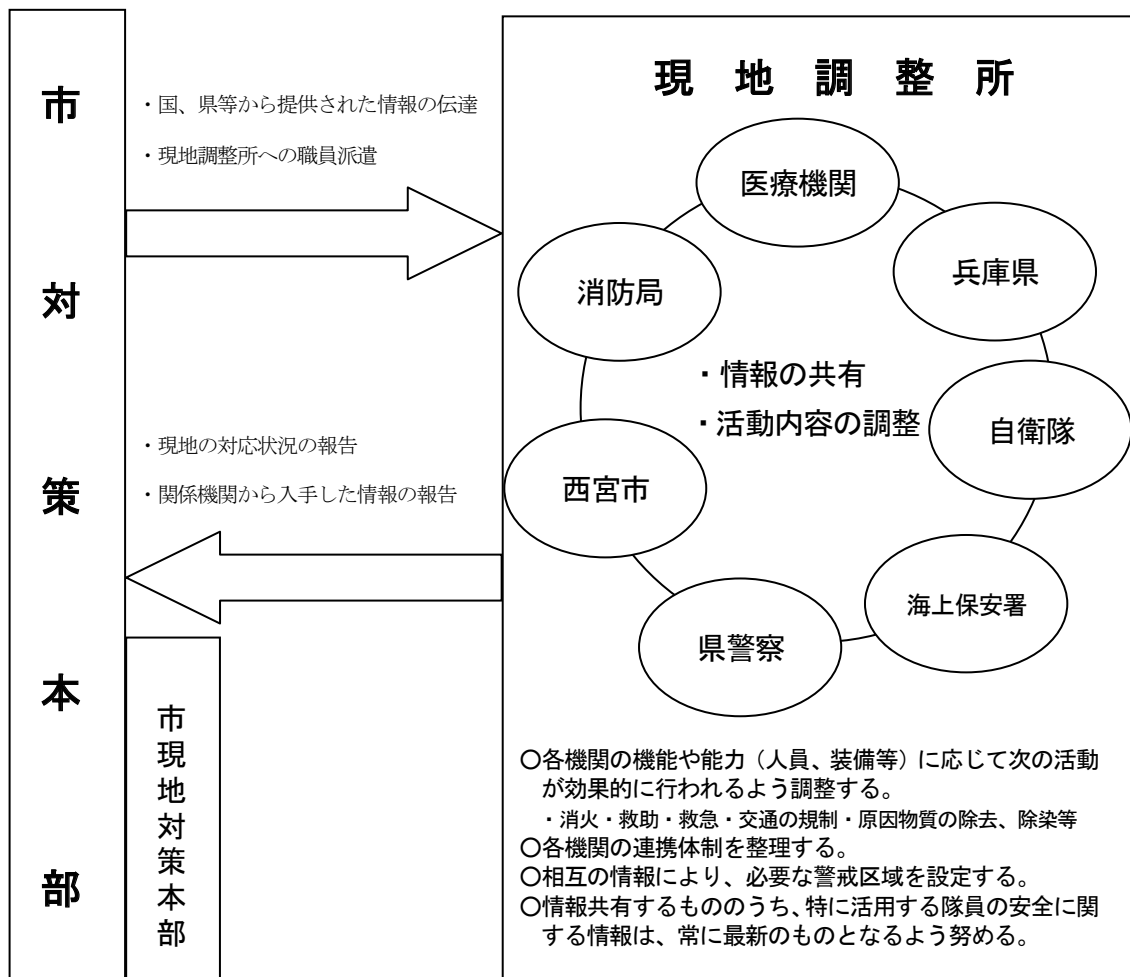 市対策本部
・国、県等から提供された情報の伝達
・現地調整所への職員派遣
・現地の対応状況の報告
・関係機関から入手した情報の報告
市現地対策本部
現地調整所
医療機関
兵庫県
消防局
・情報の共有
・活動内容の調整
自衛隊
西宮市
海上保安署
県警察
〇各機関の機能や能力（人員、装備等）に応じて次の活動
が効果的に行われるよう調整する。
・消火・救助・救急・交通の規制・原因物質の除去、除染等
〇各機関の連携体制を整理する。
〇相互の情報により、必要な警戒区域を設定する。
〇情報共有するもののうち、特に活用する隊員の安全に関
する情報は、常に最新のものとなるよう努める。